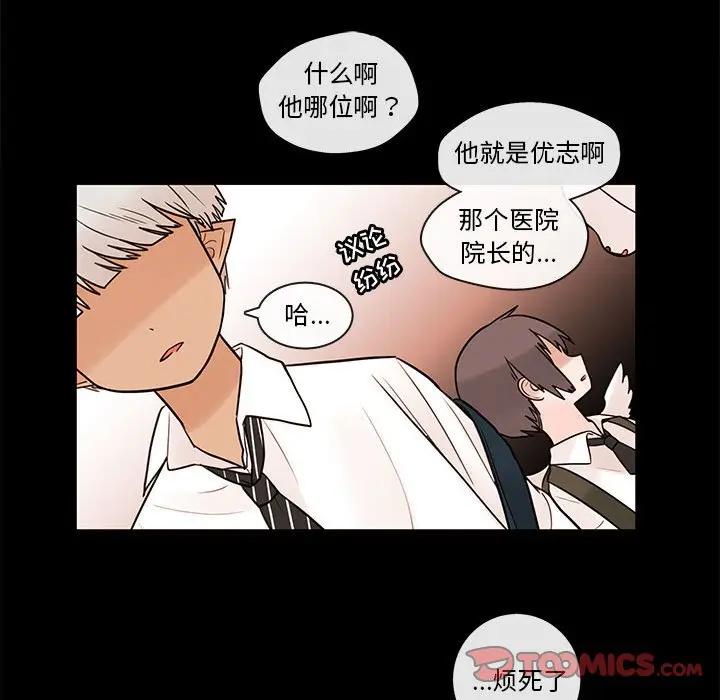 什么啊
他哪位啊？
他就是优志啊
那个医院
院长的...
议论
纷纷
哈...
...烦死了
TOOMICS.COM